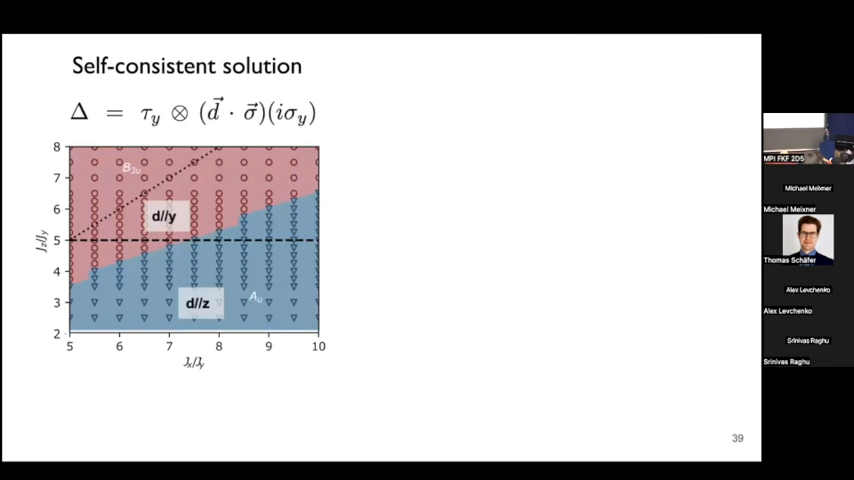 Self-consistent solution
Δ = τ_y ⊗ (d⃗ · σ⃗)(iσ_y)
8
7
6
5
4
3
2
J_z/J_y
B_3u
d//y
d//z
A_u
5 6 7 8 9 10
J_x/J_y
39
MPI FKF 2D5
Michael Meixner
Michael Meixner
Thomas Schäfer
Alex Levchenko
Alex Levchenko
Srinivas Raghu
Srinivas Raghu